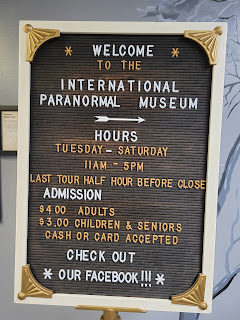 * WELCOME *
TO THE
INTERNATIONAL
PARANORMAL MUSEUM
HOURS
TUESDAY - SATURDAY
11AM - 5PM
LAST TOUR HALF HOUR BEFORE CLOSE
ADMISSION
$4.00 ADULTS
$3.00 CHILDREN & SENIORS
CASH OR CARD ACCEPTED
CHECK OUT
* OUR FACEBOOK!!! *